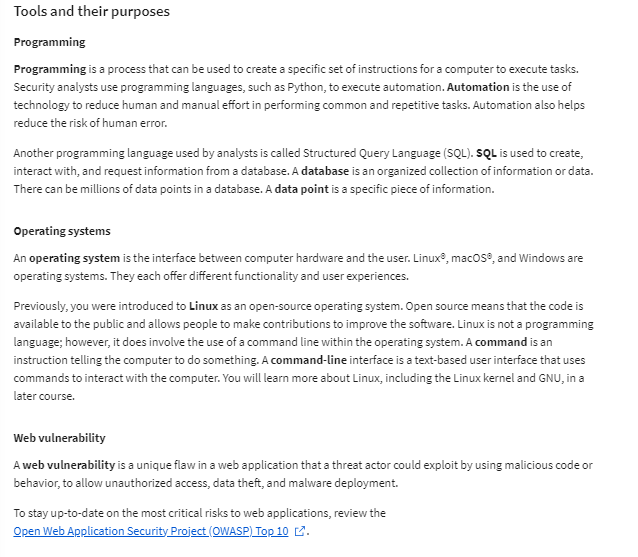 Tools and their purposes
Programming
Programming is a process that can be used to create a specific set of instructions for a computer to execute tasks.
Security analysts use programming languages, such as Python, to execute automation. Automation is the use of
technology to reduce human and manual effort in performing common and repetitive tasks. Automation also helps
reduce the risk of human error.
Another programming language used by analysts is called Structured Query Language (SQL). SQL is used to create,
interact with, and request information from a database. A database is an organized collection of information or data.
There can be millions of data points in a database. A data point is a specific piece of information.
Operating systems
An operating system is the interface between computer hardware and the user. Linux®, macOS®, and Windows are
operating systems. They each offer different functionality and user experiences.
Previously, you were introduced to Linux as an open-source operating system. Open source means that the code is
available to the public and allows people to make contributions to improve the software. Linux is not a programming
language; however, it does involve the use of a command line within the operating system. A command is an
instruction telling the computer to do something. A command-line interface is a text-based user interface that uses
commands to interact with the computer. You will learn more about Linux, including the Linux kernel and GNU, in a
later course.
Web vulnerability
A web vulnerability is a unique flaw in a web application that a threat actor could exploit by using malicious code or
behavior, to allow unauthorized access, data theft, and malware deployment.
To stay up-to-date on the most critical risks to web applications, review the
Open Web Application Security Project (OWASP) Top 10.